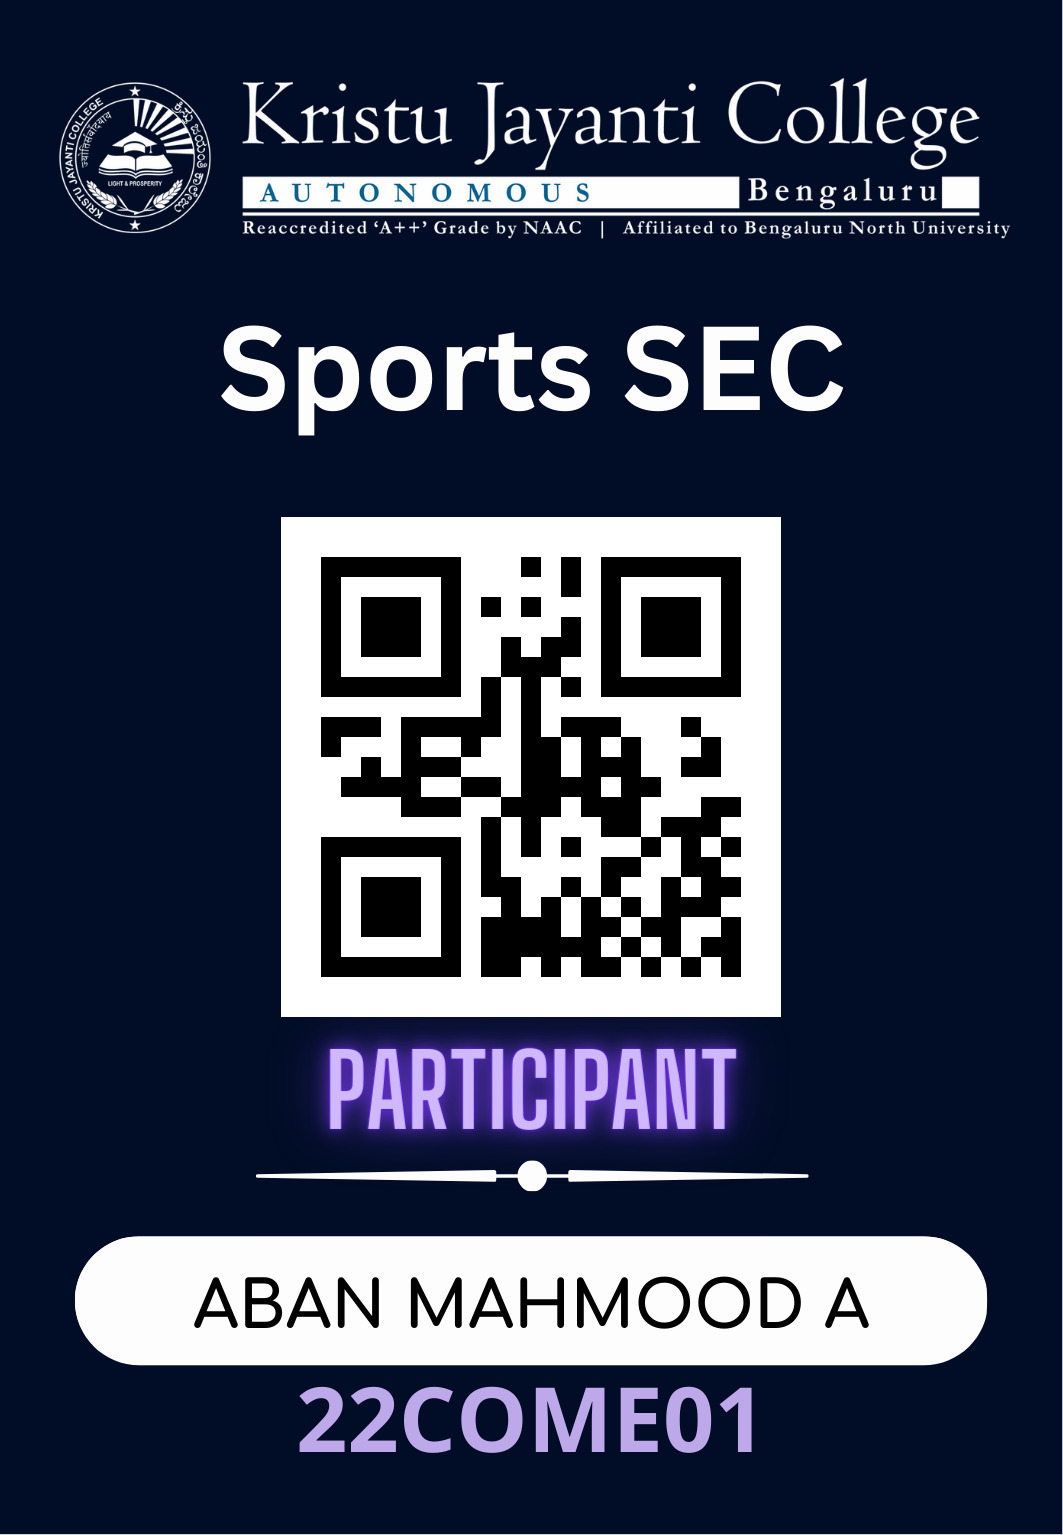 Kristu Jayanti College
AUTONOMOUS Bengaluru
Reaccredited ‘A++’ Grade by NAAC | Affiliated to Bengaluru North University
KRISTU JAYANTI COLLEGE
LIGHT & PROSPERITY
Sports SEC
PARTICIPANT
ABAN MAHMOOD A
22COME01